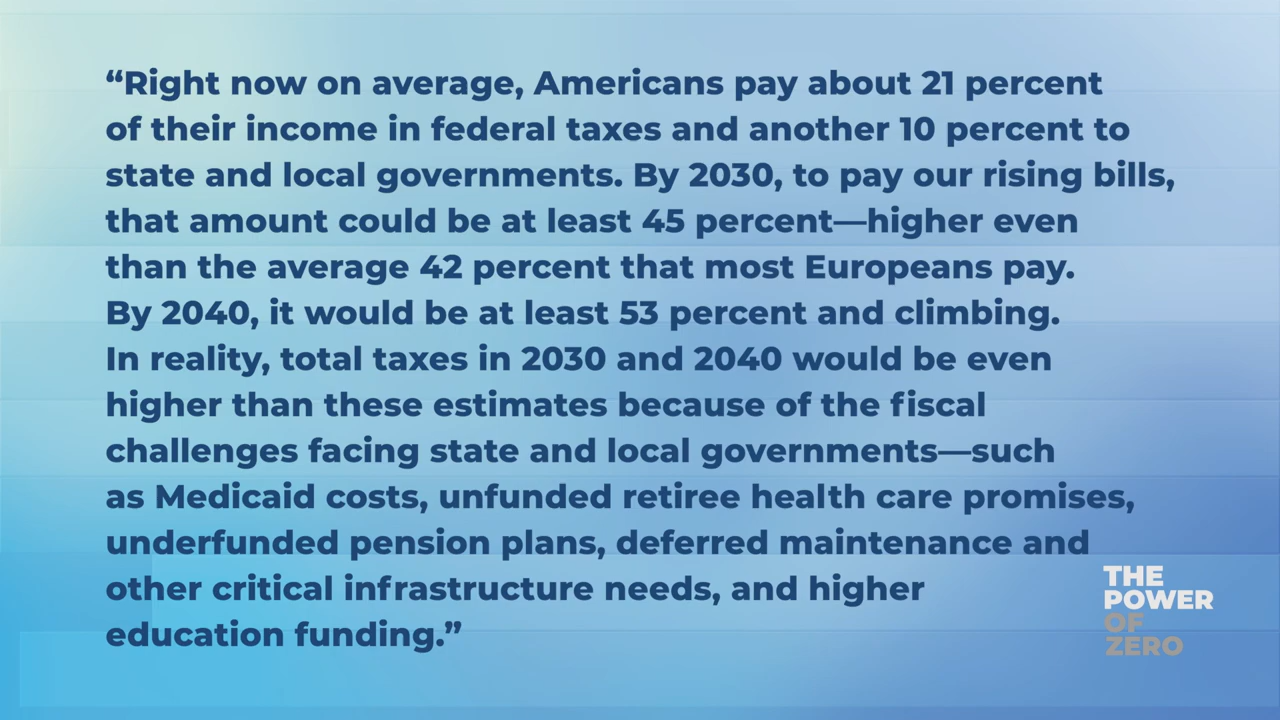 “Right now on average, Americans pay about 21 percent
of their income in federal taxes and another 10 percent to
state and local governments. By 2030, to pay our rising bills,
that amount could be at least 45 percent—higher even
than the average 42 percent that most Europeans pay.
By 2040, it would be at least 53 percent and climbing.
In reality, total taxes in 2030 and 2040 would be even
higher than these estimates because of the fiscal
challenges facing state and local governments—such
as Medicaid costs, unfunded retiree health care promises,
underfunded pension plans, deferred maintenance and
other critical infrastructure needs, and higher
education funding.”
THE
POWER
OF
ZERO